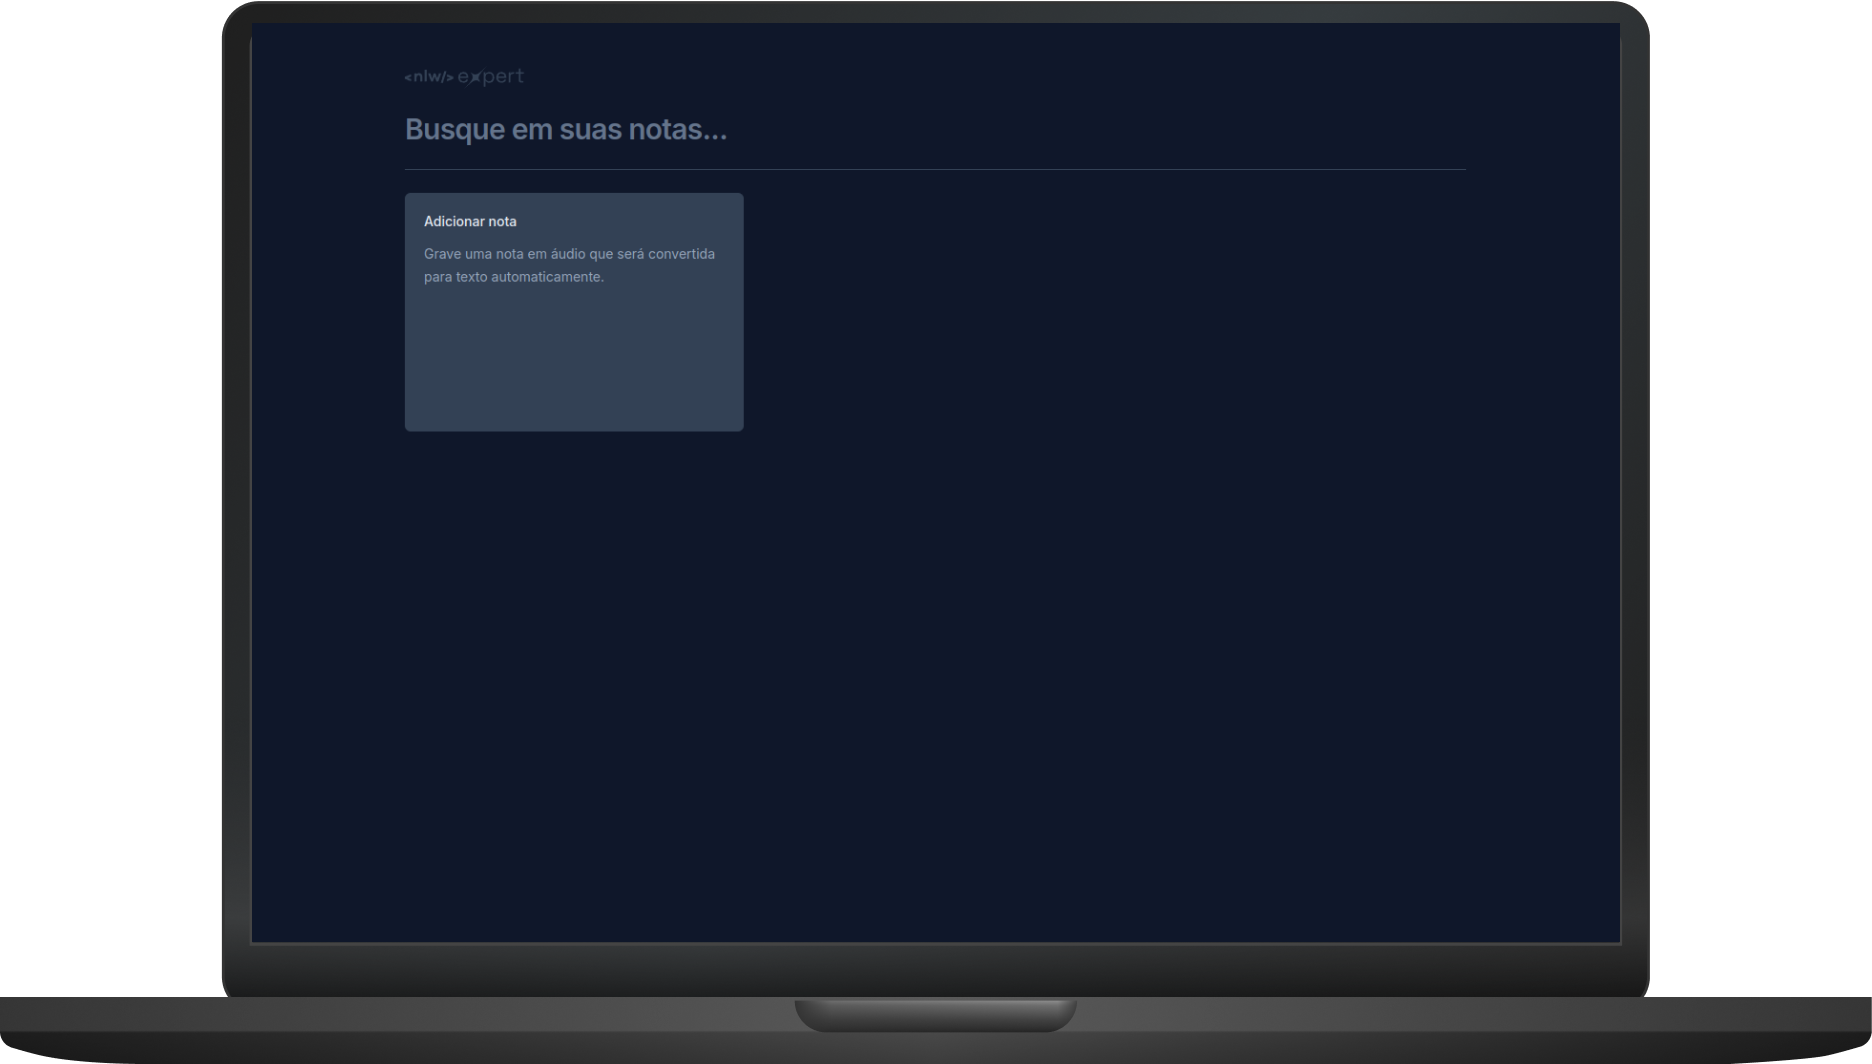 <nlw/> expert
Busque em suas notas...
Adicionar nota
Grave uma nota em áudio que será convertida
para texto automaticamente.